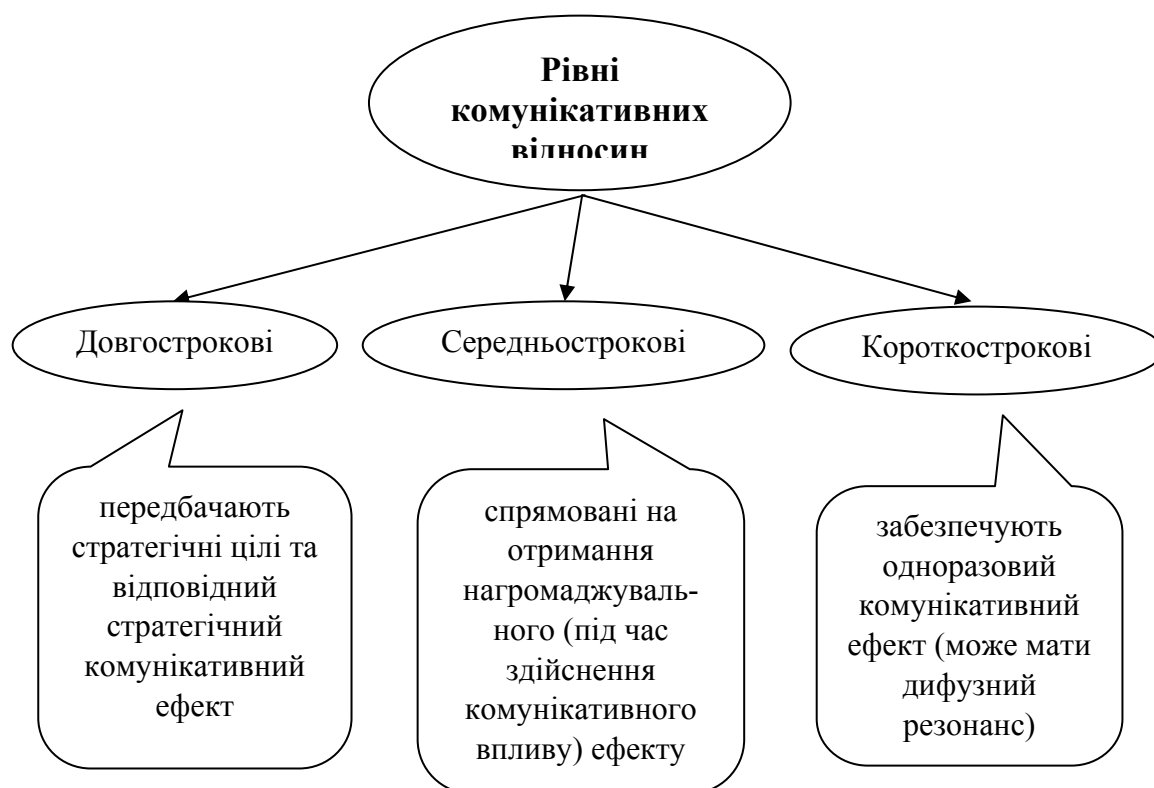 Рівні
комунікативних
відносин
Довгострокові
Середньострокові
Короткострокові
передбачають
стратегічні цілі та
відповідний
стратегічний
комунікативний
ефект
спрямовані на
отримання
нагромаджуваль-
ного (під час
здійснення
комунікативного
впливу) ефекту
забезпечують
одноразовий
комунікативний
ефект (може мати
дифузний
резонанс)